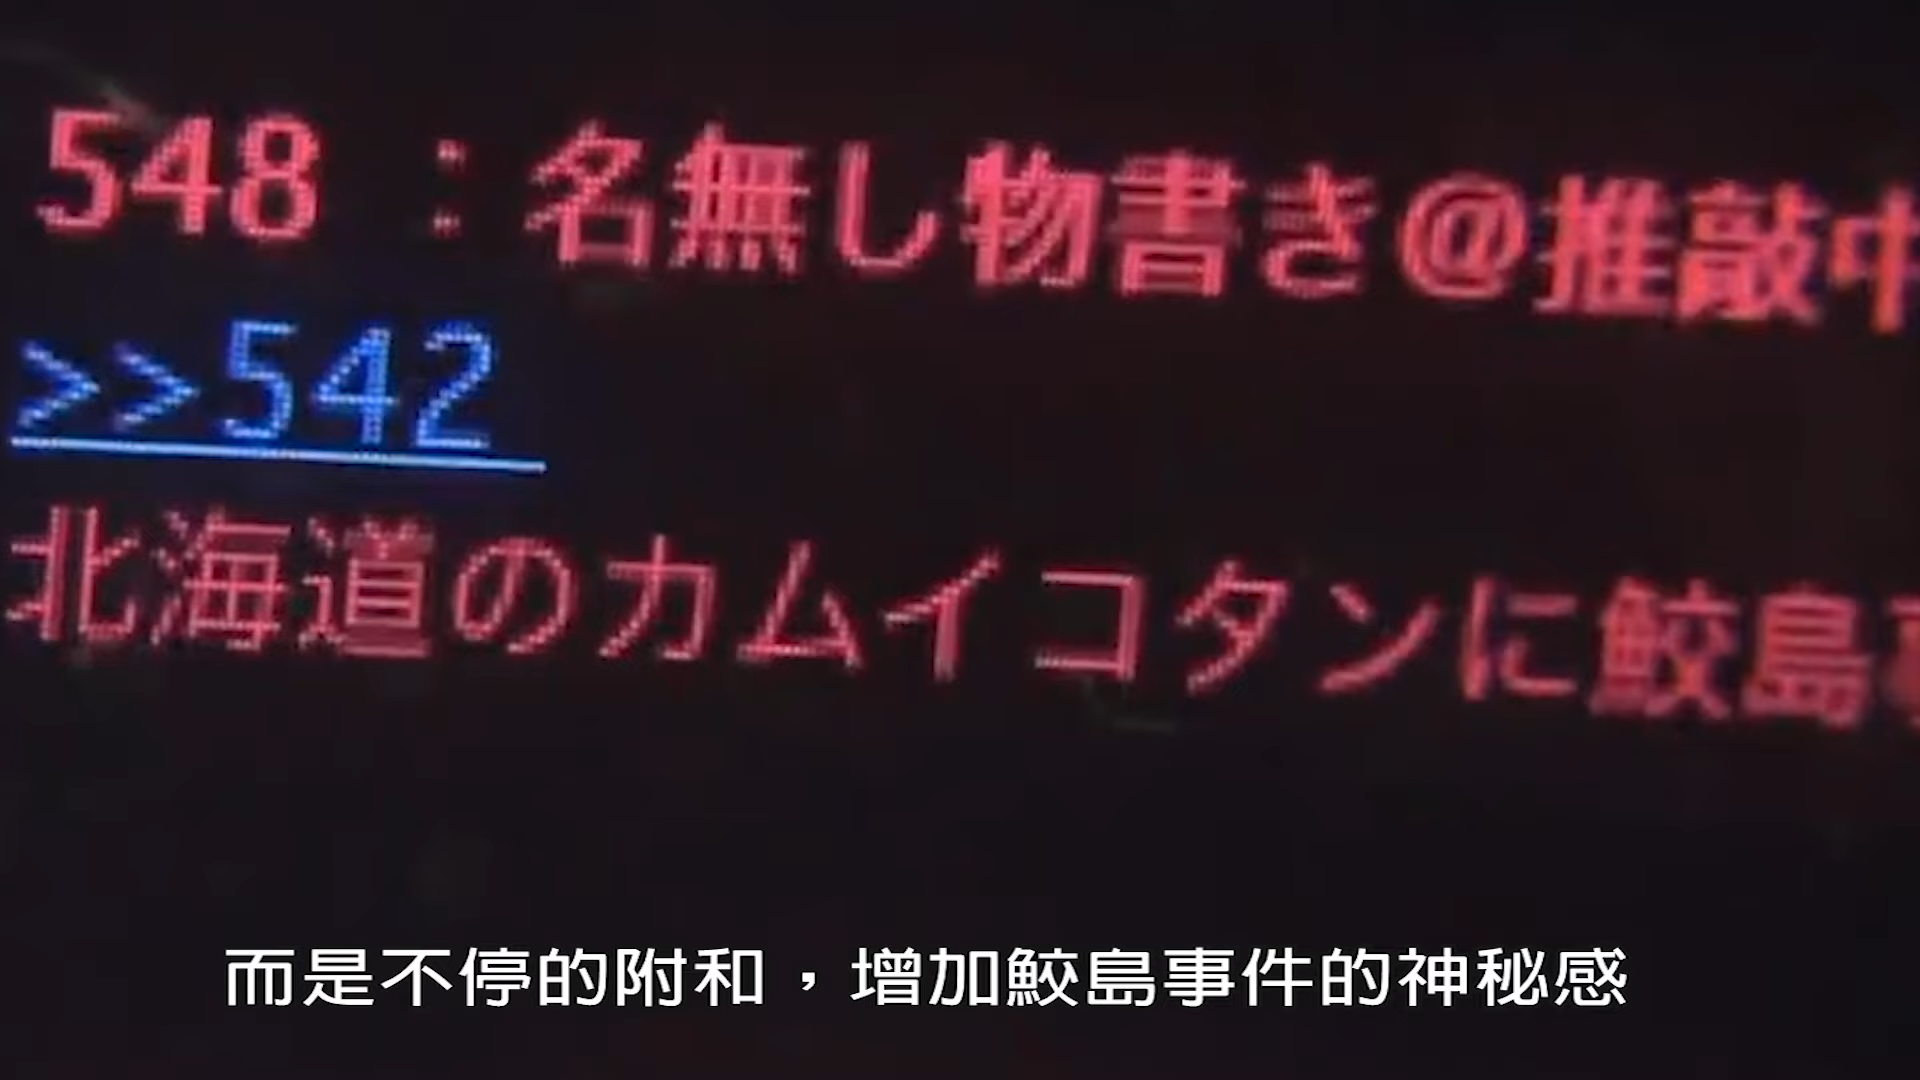 548 ：名無し物書き@推敲中
>>542
北海道のカムイコタンに鮫島
而是不停的附和，增加鮫島事件的神秘感